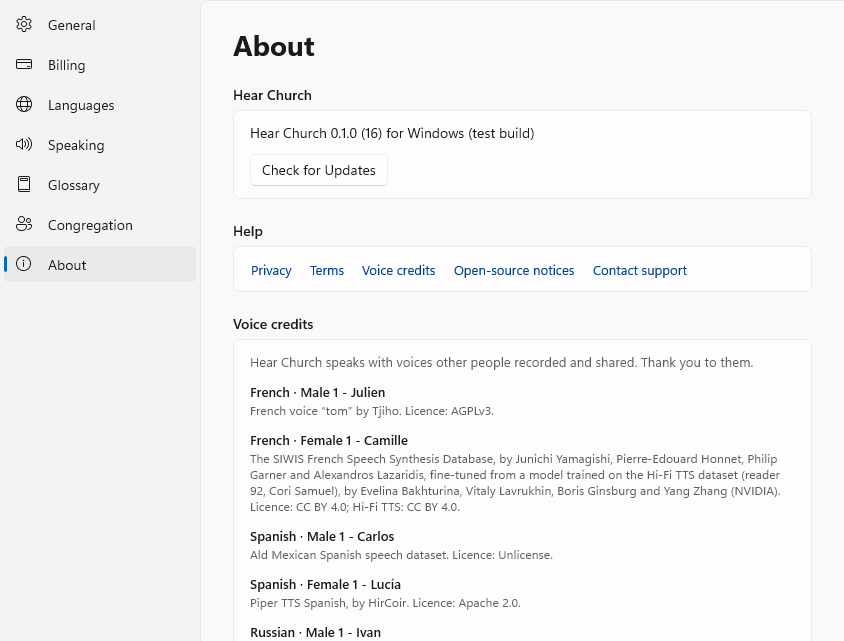 General
Billing
Languages
Speaking
Glossary
Congregation
About
About
Hear Church
Hear Church 0.1.0 (16) for Windows (test build)
Check for Updates
Help
Privacy Terms Voice credits Open-source notices Contact support
Voice credits
Hear Church speaks with voices other people recorded and shared. Thank you to them.
French · Male 1 - Julien
French voice “tom” by Tjiho. Licence: AGPLv3.
French · Female 1 - Camille
The SIWIS French Speech Synthesis Database, by Junichi Yamagishi, Pierre-Edouard Honnet, Philip
Garner and Alexandros Lazaridis, fine-tuned from a model trained on the Hi-Fi TTS dataset (reader
92, Cori Samuel), by Evelina Bakhturina, Vitaly Lavrukhin, Boris Ginsburg and Yang Zhang (NVIDIA).
Licence: CC BY 4.0; Hi-Fi TTS: CC BY 4.0.
Spanish · Male 1 - Carlos
Ald Mexican Spanish speech dataset. Licence: Unlicense.
Spanish · Female 1 - Lucía
Piper TTS Spanish, by HirCoir. Licence: Apache 2.0.
Russian · Male 1 - Ivan